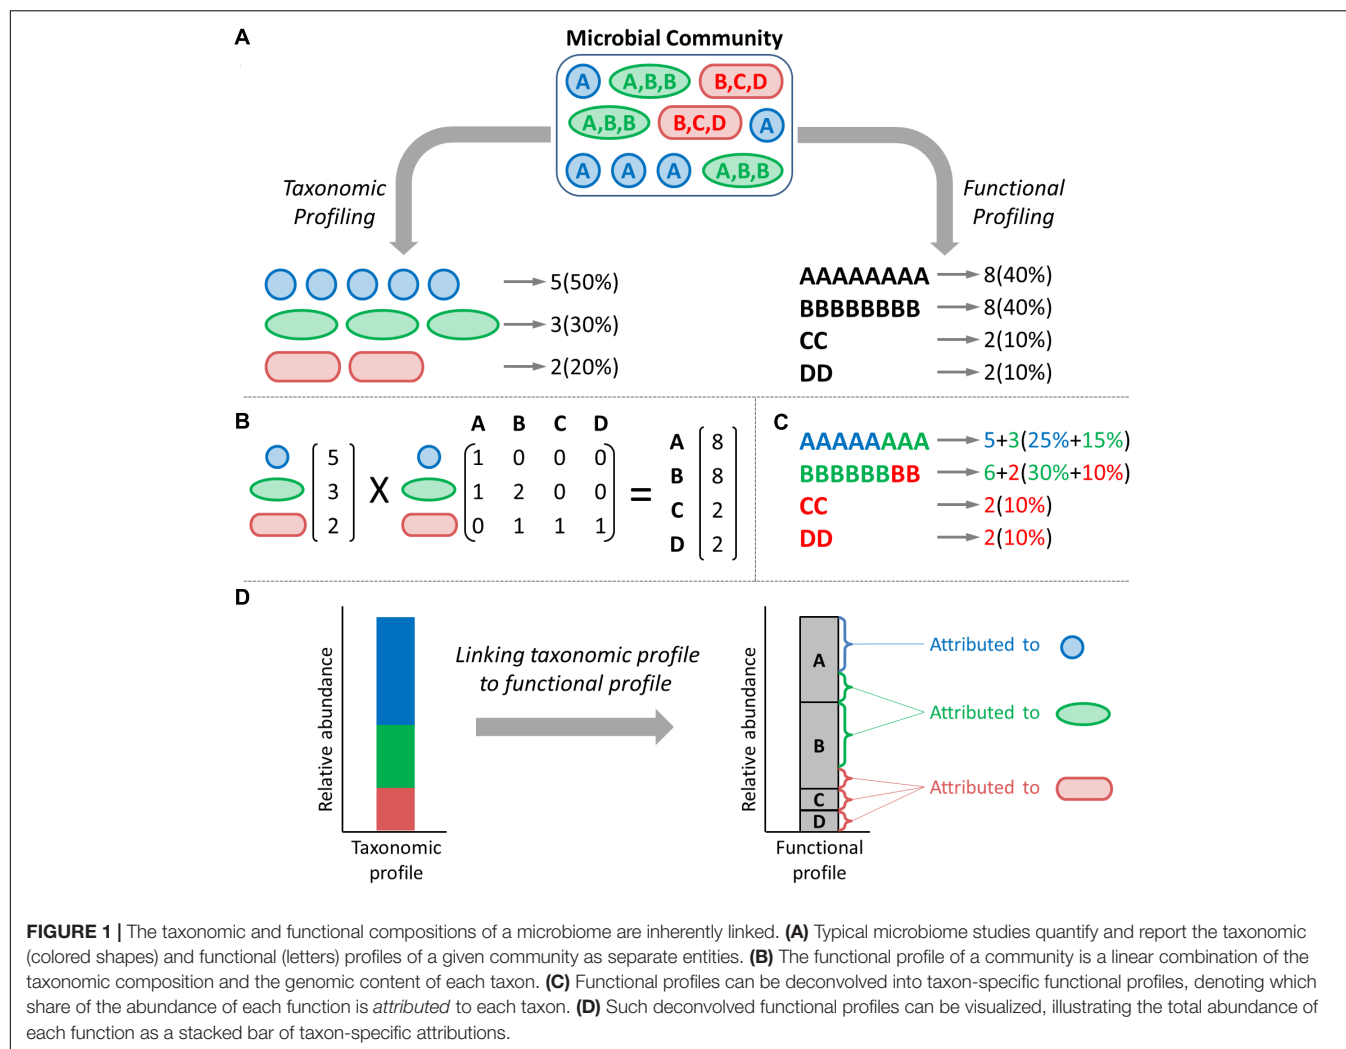 A
Microbial Community
A A,B,B B,C,D
A,B,B B,C,D A
A A A A,B,B
Taxonomic
Profiling
Functional
Profiling
5(50%)
3(30%)
2(20%)
AAAAAAAA 8(40%)
BBBBBBBB 8(40%)
CC 2(10%)
DD 2(10%)
B
A B C D
5 1 0 0 0
3 X 1 2 0 0 =
2 0 1 1 1
A 8
B 8
C 2
D 2
C
AAAAAAAA 5+3(25%+15%)
BBBBBBBB 6+2(30%+10%)
CC 2(10%)
DD 2(10%)
D
Relative abundance
Taxonomic
profile
Linking taxonomic profile
to functional profile
Relative abundance
A
B
C
D
Functional
profile
Attributed to
Attributed to
Attributed to
FIGURE 1 | The taxonomic and functional compositions of a microbiome are inherently linked. (A) Typical microbiome studies quantify and report the taxonomic
(colored shapes) and functional (letters) profiles of a given community as separate entities. (B) The functional profile of a community is a linear combination of the
taxonomic composition and the genomic content of each taxon. (C) Functional profiles can be deconvolved into taxon-specific functional profiles, denoting which
share of the abundance of each function is attributed to each taxon. (D) Such deconvolved functional profiles can be visualized, illustrating the total abundance of
each function as a stacked bar of taxon-specific attributions.